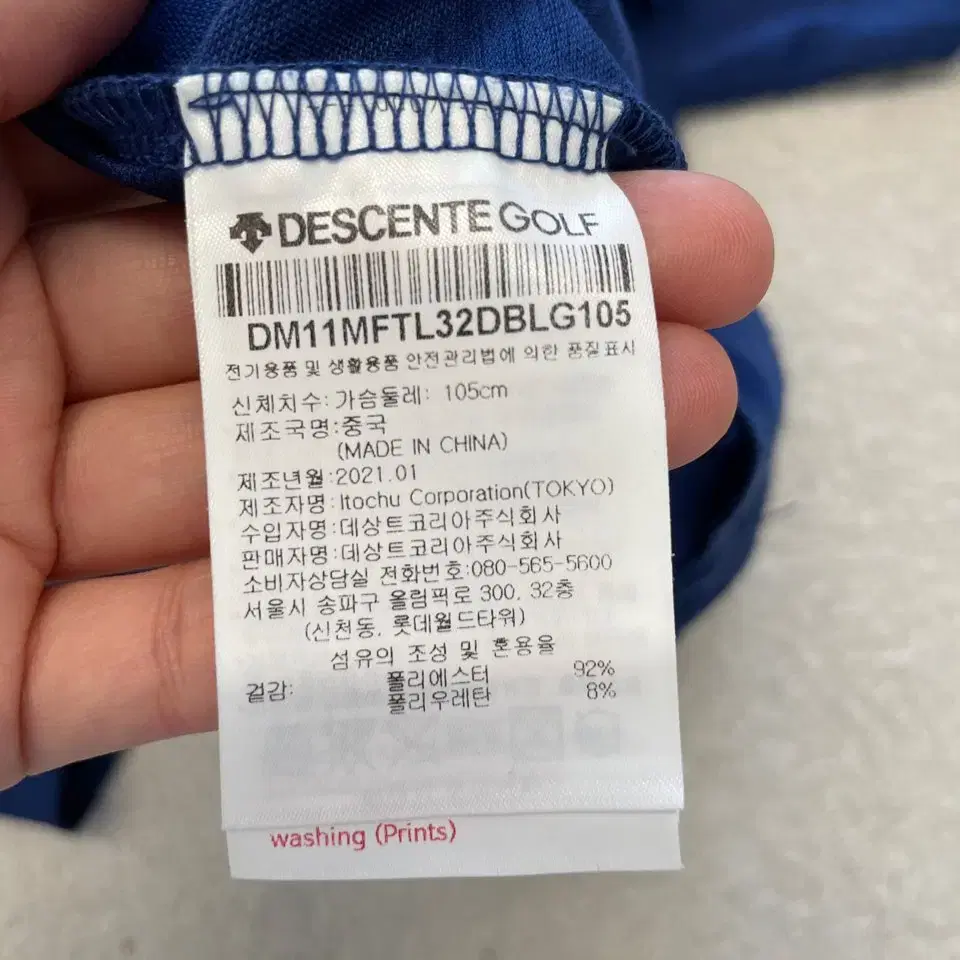 DESCENTE GOLF
DM11MFTL32DBLG105
전기용품 및 생활용품 안전관리법에 의한 품질표시
신체치수: 가슴둘레: 105cm
제조국명:중국
(MADE IN CHINA)
제조년월:2021.01
제조자명: Itochu Corporation(TOKYO)
수입자명:데상트코리아주식회사
판매자명:데상트코리아주식회사
소비자상담실 전화번호:080-565-5600
서울시 송파구 올림픽로 300, 32층
(신천동, 롯데월드타워)
섬유의 조성 및 혼용율
겉감: 폴리에스터 92%
폴리우레탄 8%
washing (Prints)